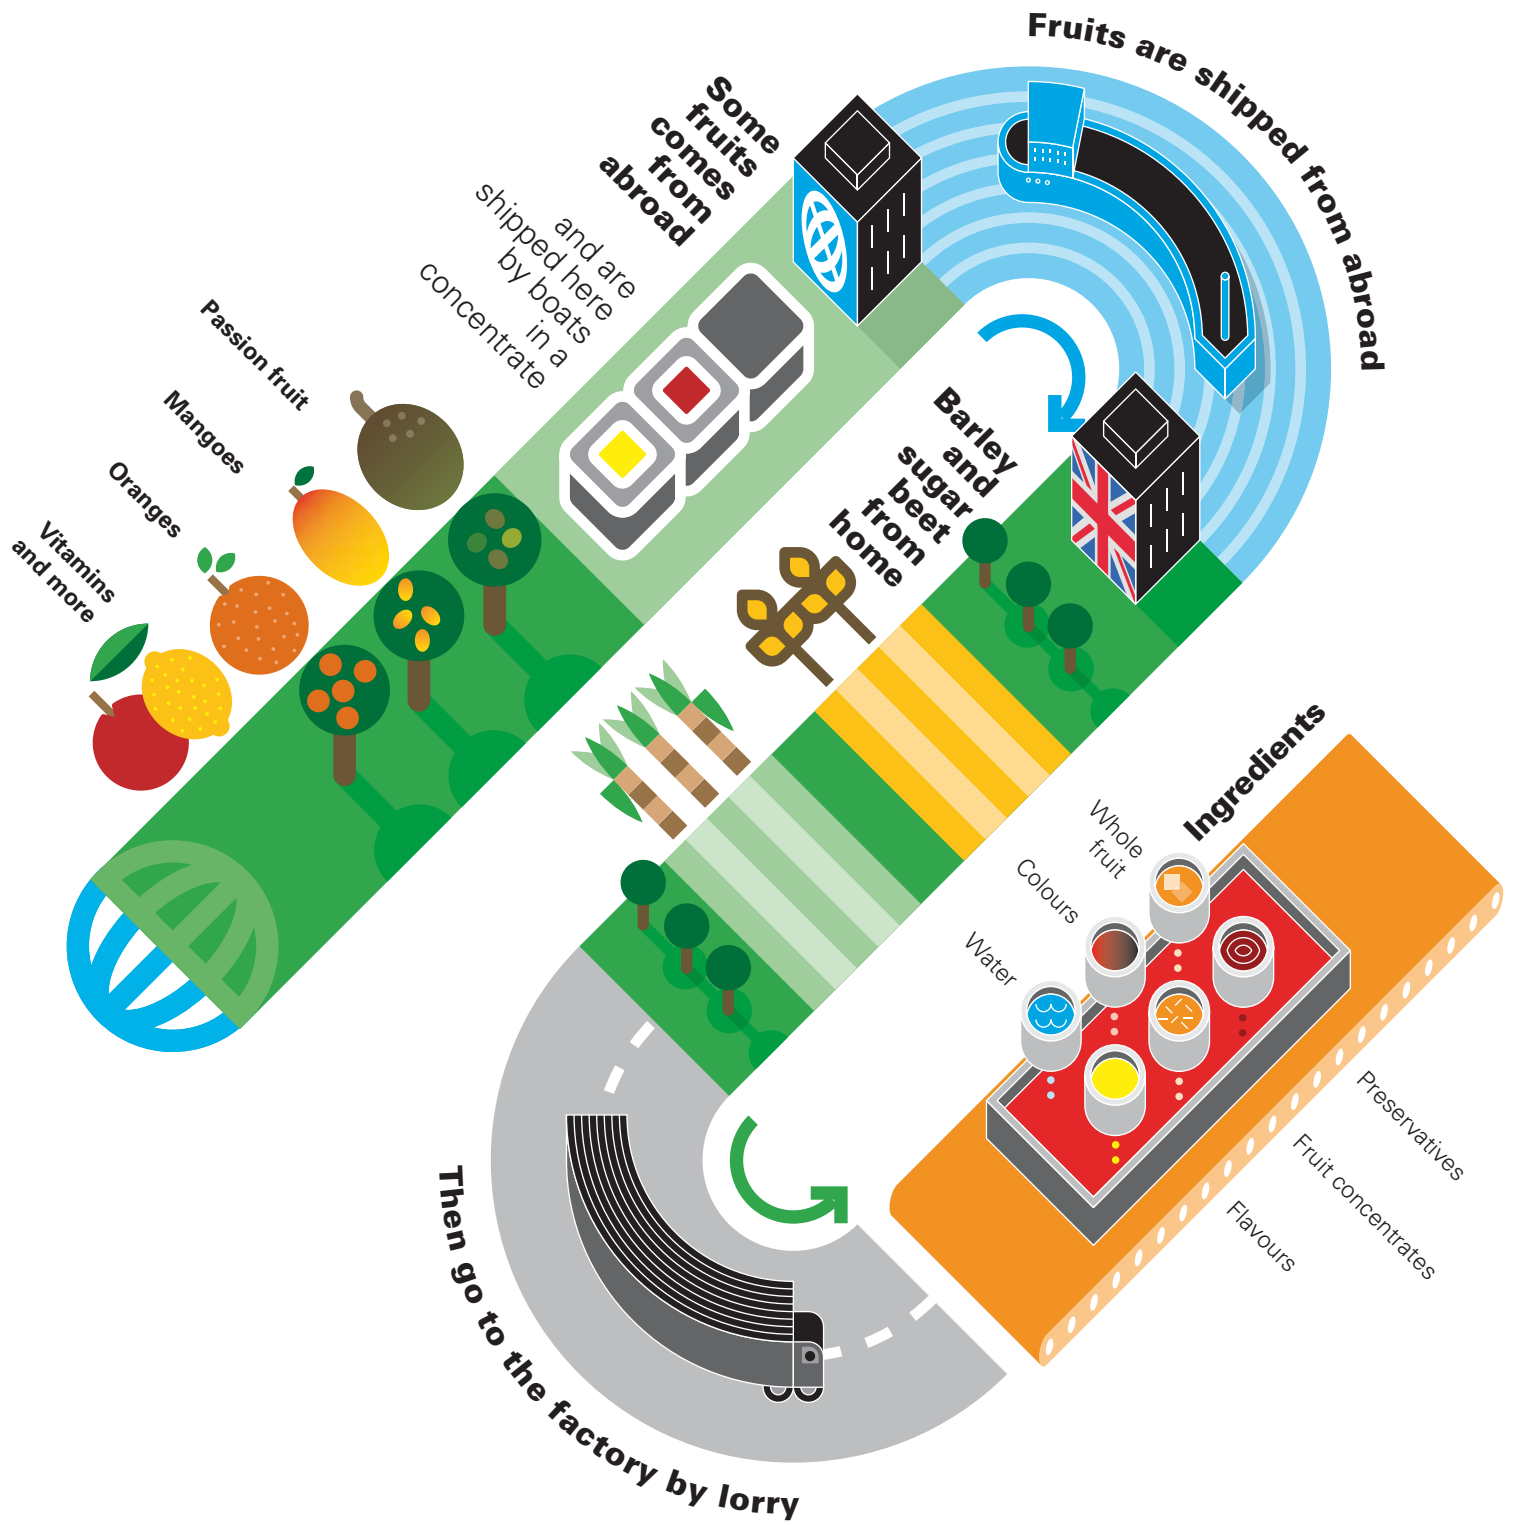 Fruits are shipped from abroad
Some
fruits
comes
from
abroad
and are
shipped here
by boats
in a
concentrate
Passion fruit
Mangoes
Oranges
Vitamins
and more
Barley
and
sugar
beet
from
home
Then go to the factory by lorry
Ingredients
Whole
fruit
Colours
Water
Preservatives
Fruit concentrates
Flavours